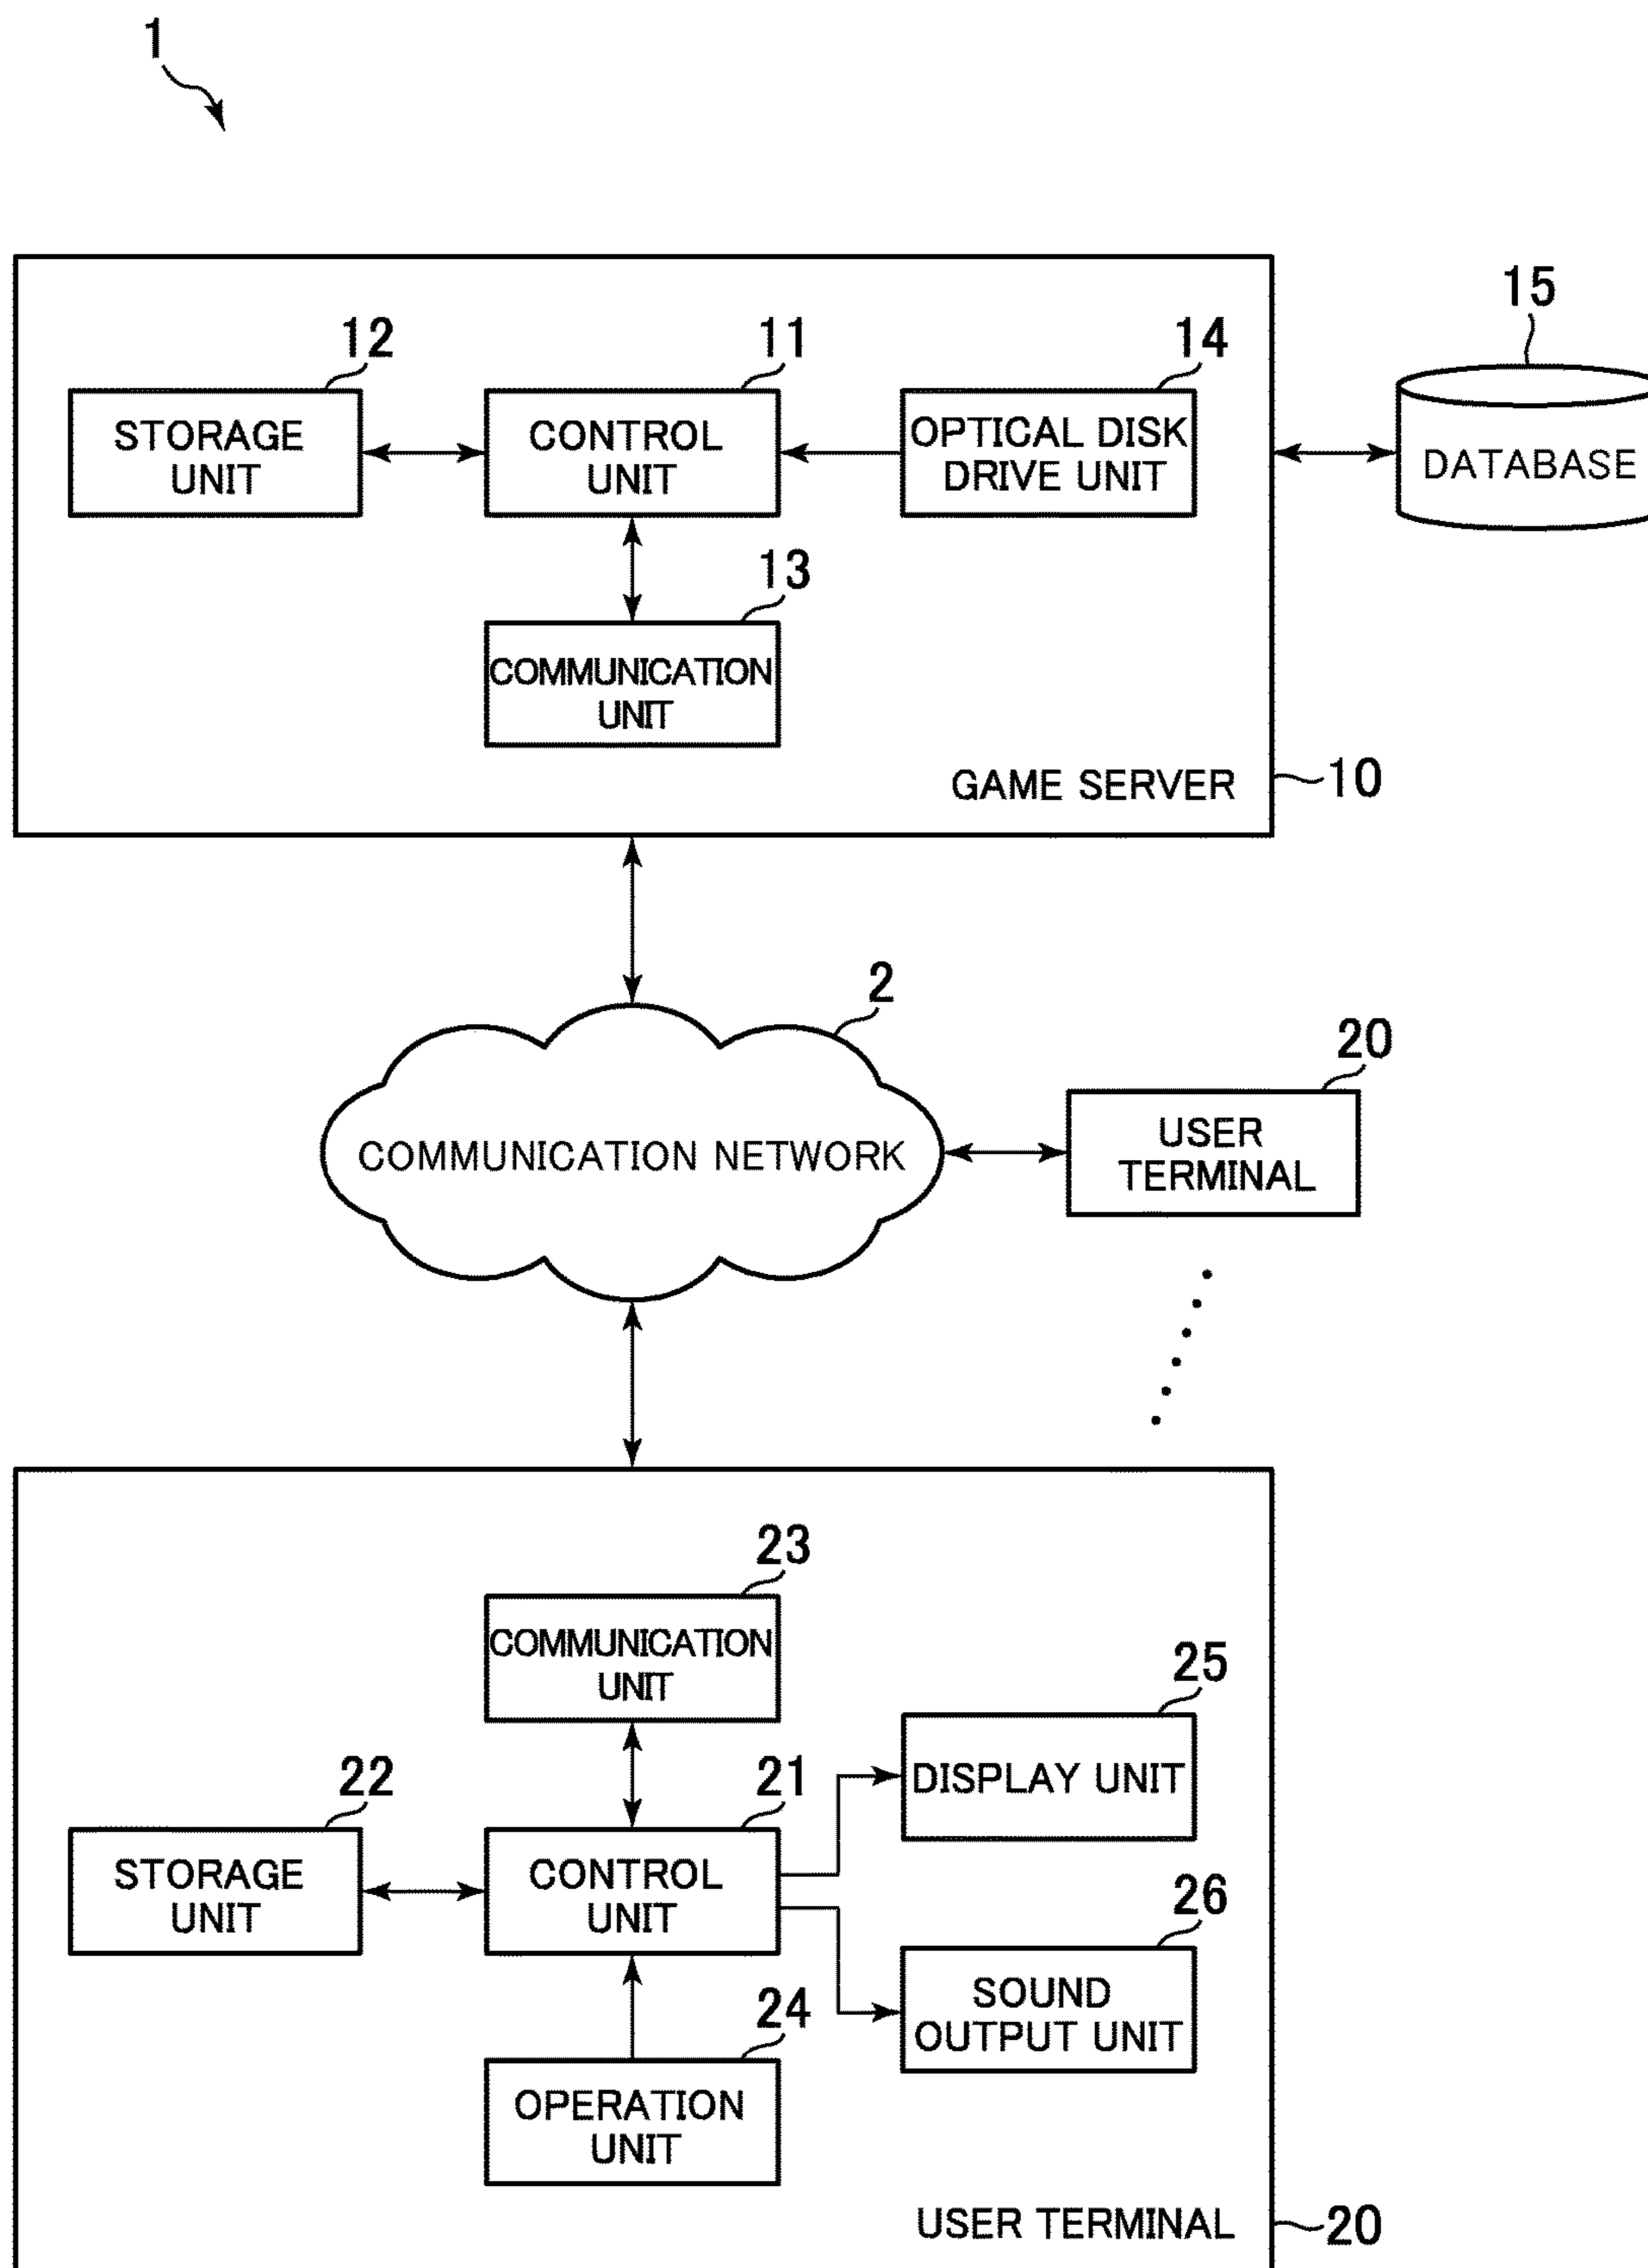 1
15
12
11
14
STORAGE
UNIT
CONTROL
UNIT
OPTICAL DISK
DRIVE UNIT
DATABASE
13
COMMUNICATION
UNIT
GAME SERVER
10
2
COMMUNICATION NETWORK
20
USER
TERMINAL
23
COMMUNICATION
UNIT
25
DISPLAY UNIT
22
21
STORAGE
UNIT
CONTROL
UNIT
26
SOUND
OUTPUT UNIT
24
OPERATION
UNIT
USER TERMINAL
20